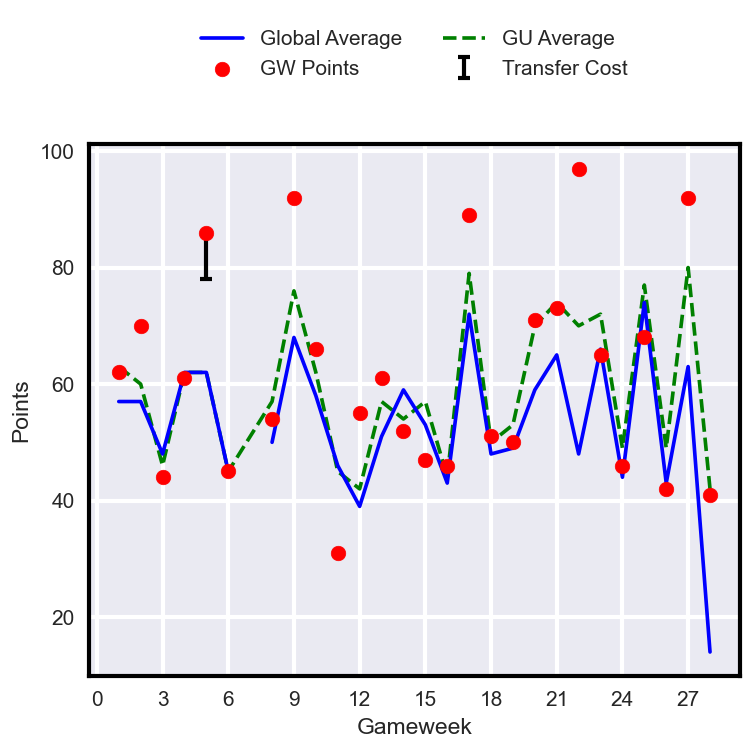 Global Average
GU Average
GW Points
Transfer Cost
100
80
60
40
20
Points
0 3 6 9 12 15 18 21 24 27
Gameweek